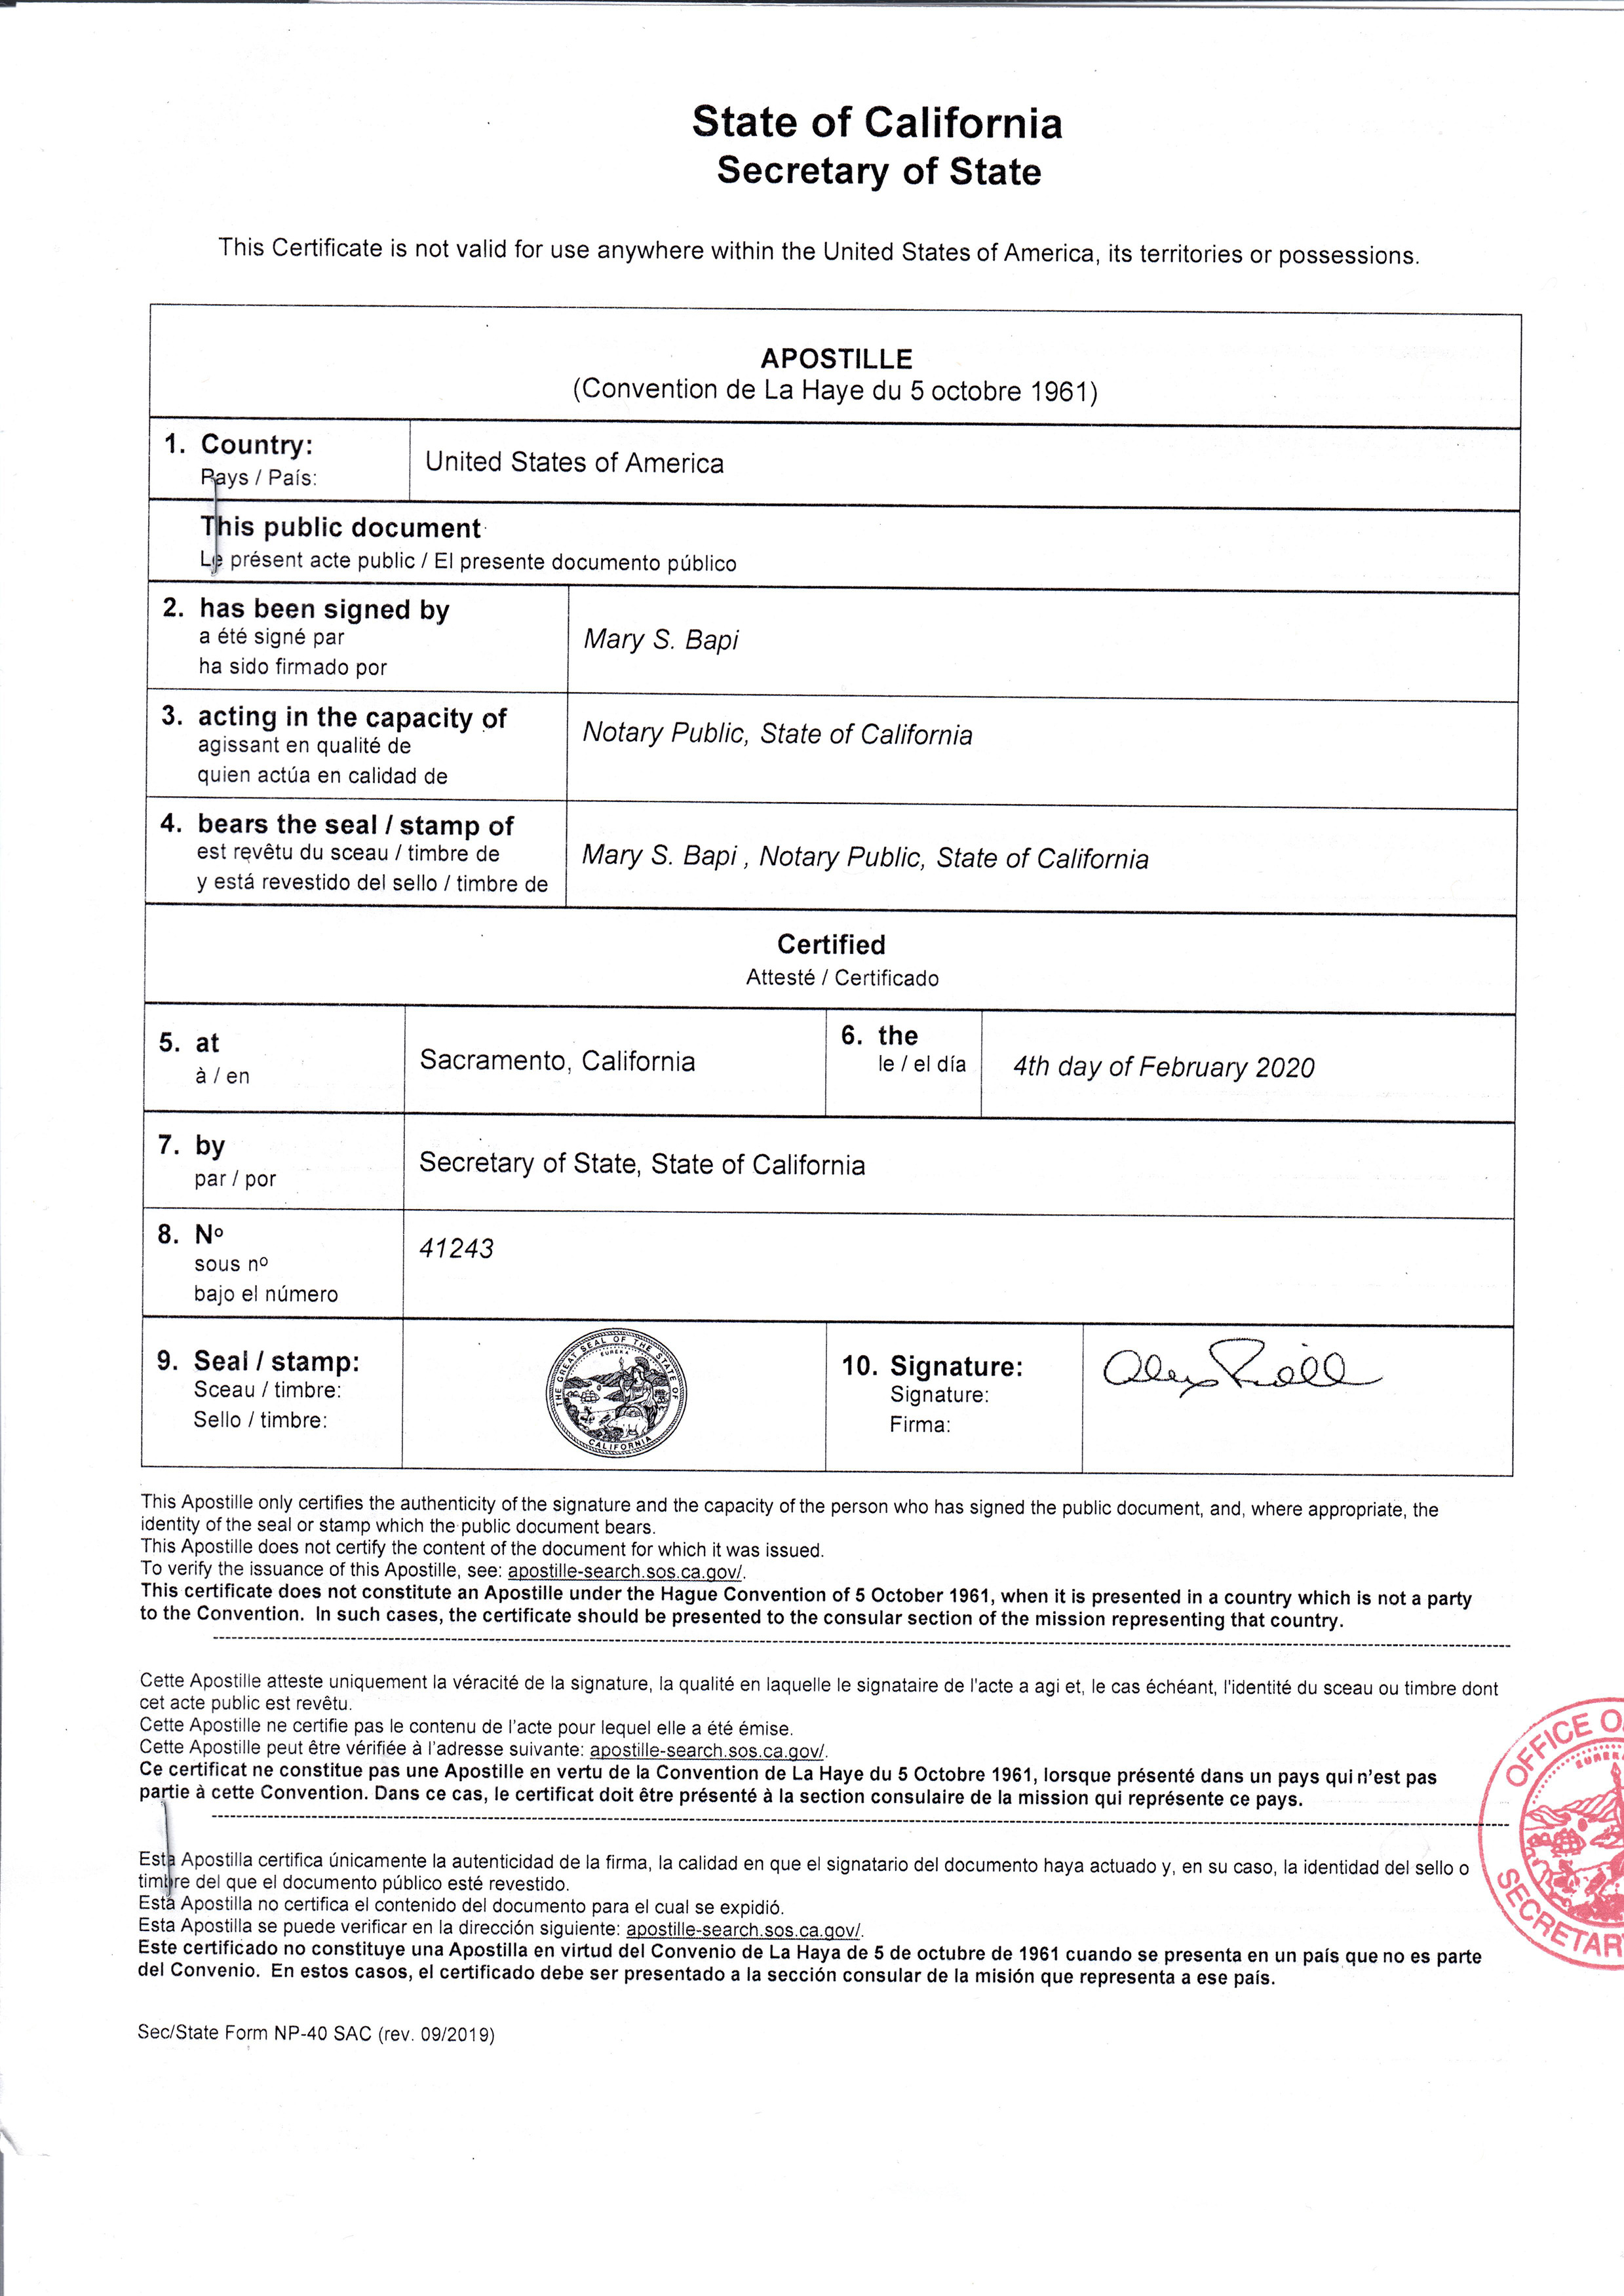 State of California
Secretary of State
This Certificate is not valid for use anywhere within the United States of America, its territories or possessions.
APOSTILLE
(Convention de La Haye du 5 octobre 1961)
1. Country:
Pays / País:
United States of America
This public document
Le présent acte public / El presente documento público
2. has been signed by
a été signé par
ha sido firmado por
Mary S. Bapi
3. acting in the capacity of
agissant en qualité de
quien actúa en calidad de
Notary Public, State of California
4. bears the seal / stamp of
est revêtu du sceau / timbre de
y está revestido del sello / timbre de
Mary S. Bapi , Notary Public, State of California
Certified
Attesté / Certificado
5. at
à / en
Sacramento, California
6. the
le / el día
4th day of February 2020
7. by
par / por
Secretary of State, State of California
8. Nº
sous nº
bajo el número
41243
9. Seal / stamp:
Sceau / timbre:
Sello / timbre:
THE GREAT SEAL OF THE STATE OF
EUREKA
CALIFORNIA
10. Signature:
Signature:
Firma:
This Apostille only certifies the authenticity of the signature and the capacity of the person who has signed the public document, and, where appropriate, the
identity of the seal or stamp which the public document bears.
This Apostille does not certify the content of the document for which it was issued.
To verify the issuance of this Apostille, see: apostille-search.sos.ca.gov/.
This certificate does not constitute an Apostille under the Hague Convention of 5 October 1961, when it is presented in a country which is not a party
to the Convention. In such cases, the certificate should be presented to the consular section of the mission representing that country.
Cette Apostille atteste uniquement la véracité de la signature, la qualité en laquelle le signataire de l'acte a agi et, le cas échéant, l'identité du sceau ou timbre dont
cet acte public est revêtu.
Cette Apostille ne certifie pas le contenu de l'acte pour lequel elle a été émise.
Cette Apostille peut être vérifiée à l'adresse suivante: apostille-search.sos.ca.gov/.
Ce certificat ne constitue pas une Apostille en vertu de la Convention de La Haye du 5 Octobre 1961, lorsque présenté dans un pays qui n'est pas
partie à cette Convention. Dans ce cas, le certificat doit être présenté à la section consulaire de la mission qui représente ce pays.
OFFICE O
EUREK
SECRETAR
Esta Apostilla certifica únicamente la autenticidad de la firma, la calidad en que el signatario del documento haya actuado y, en su caso, la identidad del sello o
timbre del que el documento público esté revestido.
Esta Apostilla no certifica el contenido del documento para el cual se expidió.
Esta Apostilla se puede verificar en la dirección siguiente: apostille-search.sos.ca.gov/.
Este certificado no constituye una Apostilla en virtud del Convenio de La Haya de 5 de octubre de 1961 cuando se presenta en un país que no es parte
del Convenio. En estos casos, el certificado debe ser presentado a la sección consular de la misión que representa a ese país.
Sec/State Form NP-40 SAC (rev. 09/2019)